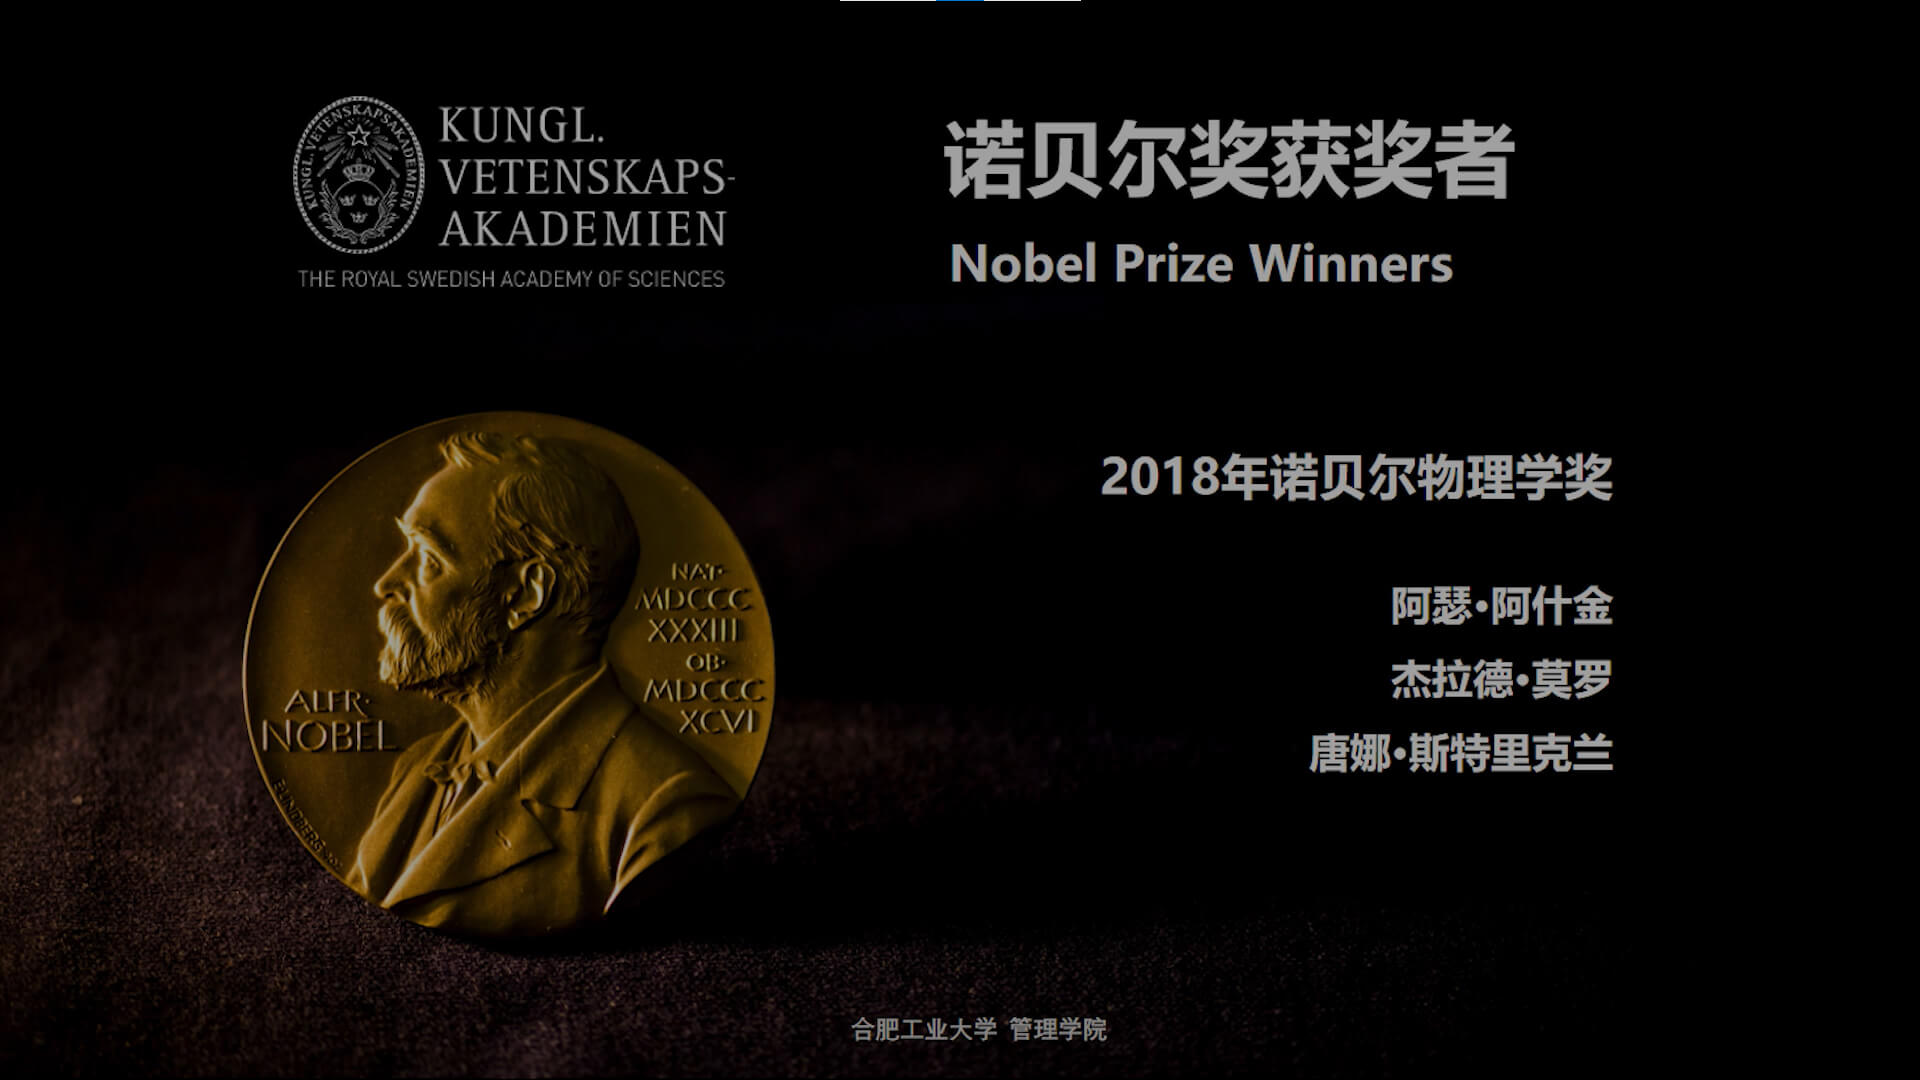 KUNGL. VETENSKAPSAKADEMIEN
KUNGL.
VETENSKAPS-
AKADEMIEN
THE ROYAL SWEDISH ACADEMY OF SCIENCES
诺贝尔奖获奖者
Nobel Prize Winners
2018年诺贝尔物理学奖
阿瑟•阿什金
杰拉德•莫罗
唐娜•斯特里克兰
ALFR·
NOBEL
NAT·
MDCCC
XXXIII
OB·
MDCCC
XCVI
合肥工业大学 管理学院